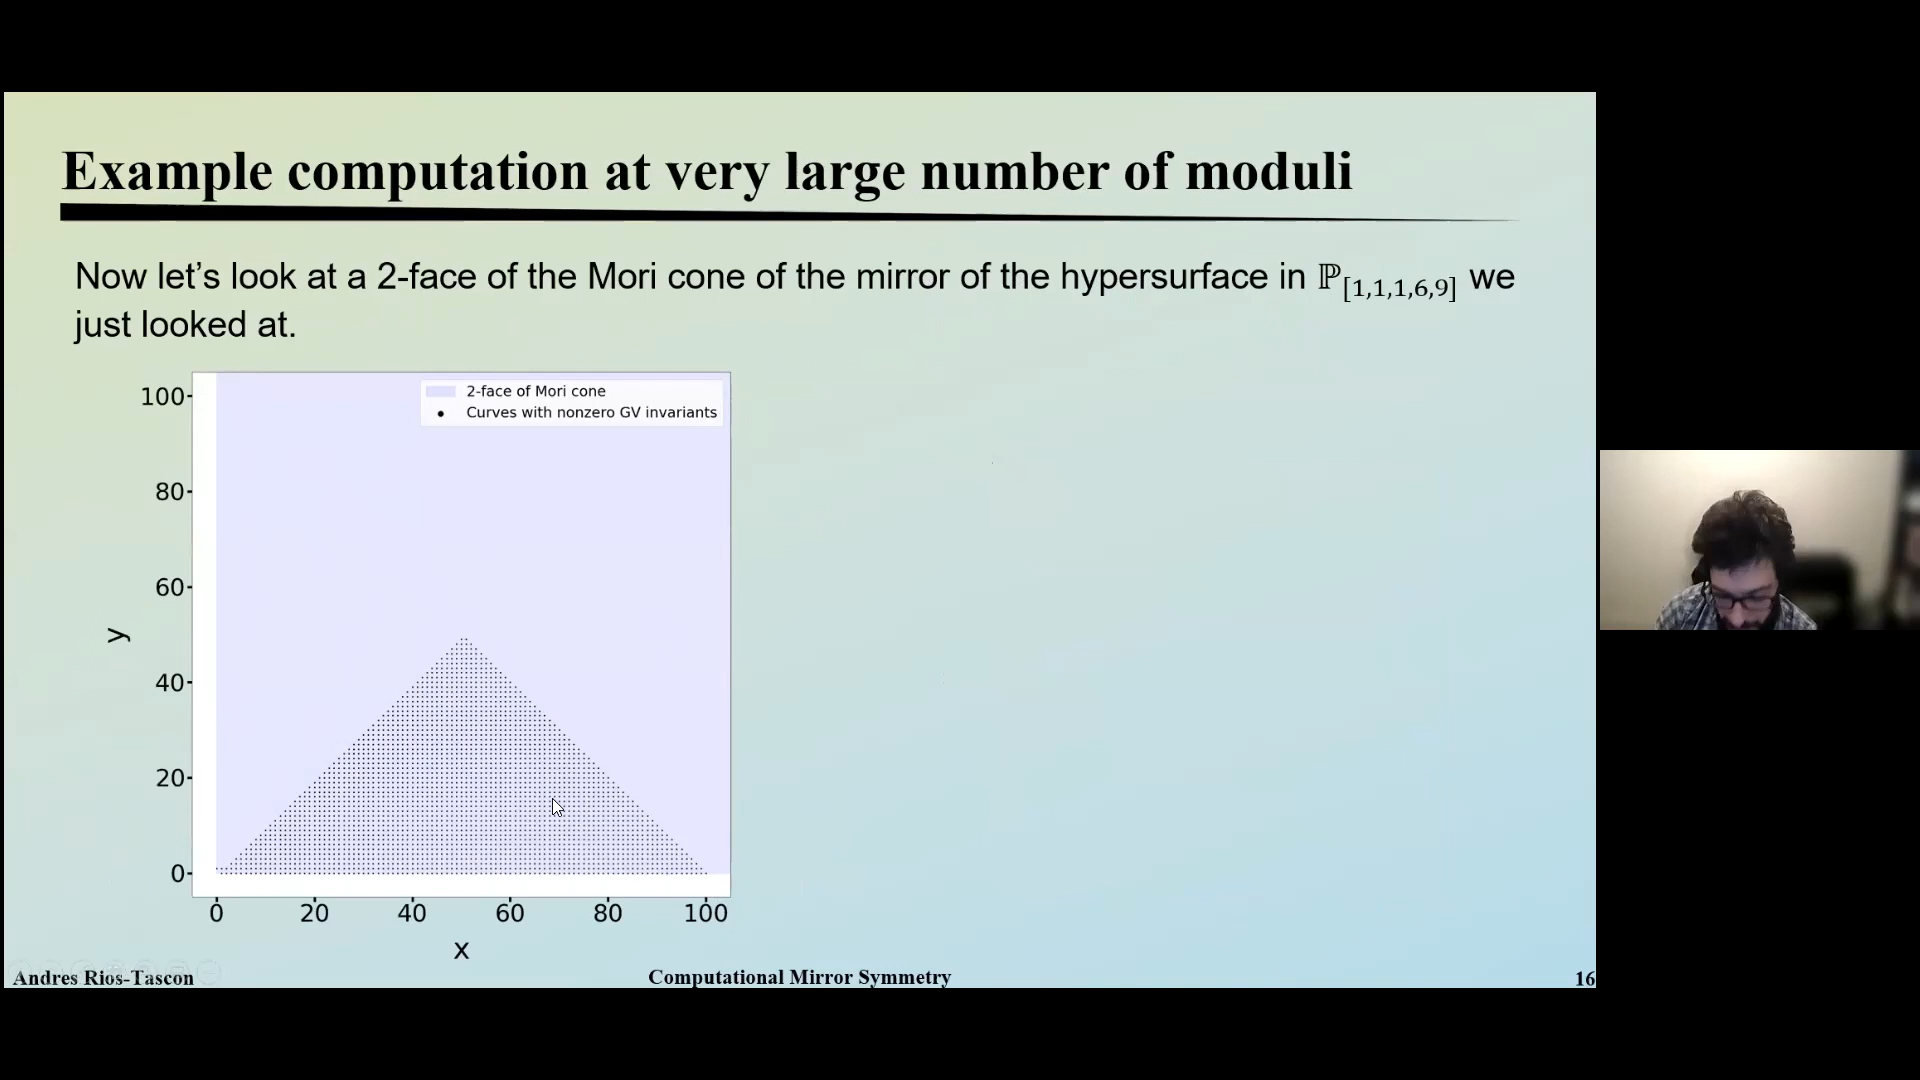 Example computation at very large number of moduli
Now let’s look at a 2-face of the Mori cone of the mirror of the hypersurface in ℙ[1,1,1,6,9] we
just looked at.
2-face of Mori cone
Curves with nonzero GV invariants
100
80
60
40
20
0
y
0 20 40 60 80 100
x
Andres Rios-Tascon
Computational Mirror Symmetry
16